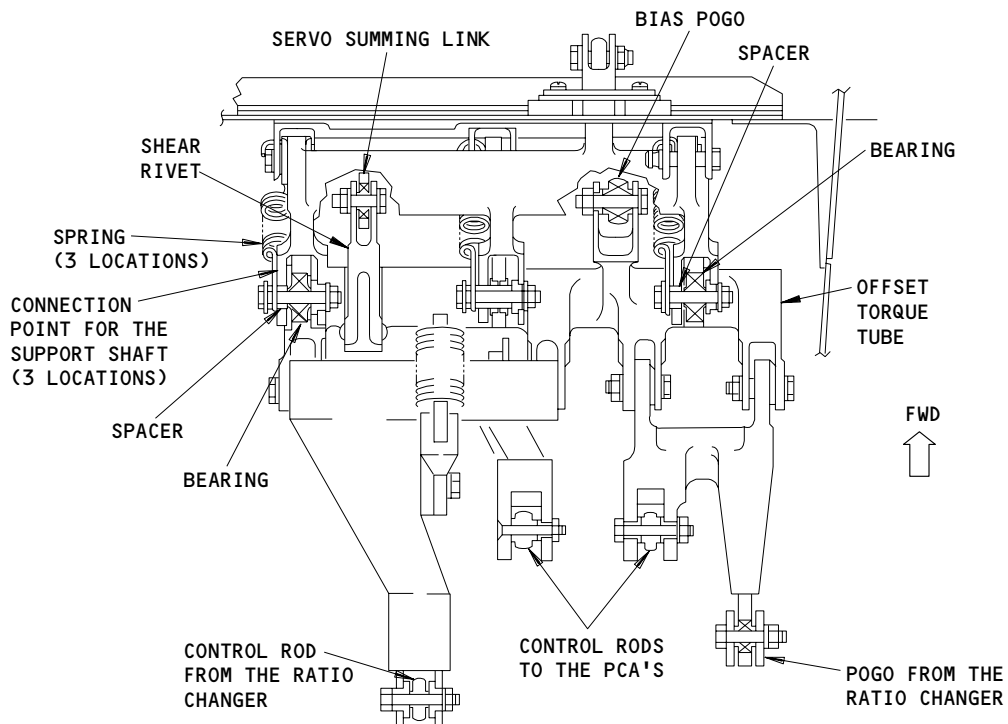 BIAS POGO
SERVO SUMMING LINK
SPACER
SHEAR
RIVET
BEARING
SPRING
(3 LOCATIONS)
CONNECTION
POINT FOR THE
SUPPORT SHAFT
(3 LOCATIONS)
OFFSET
TORQUE
TUBE
SPACER
FWD
BEARING
CONTROL ROD
FROM THE RATIO
CHANGER
CONTROL RODS
TO THE PCA'S
POGO FROM THE
RATIO CHANGER